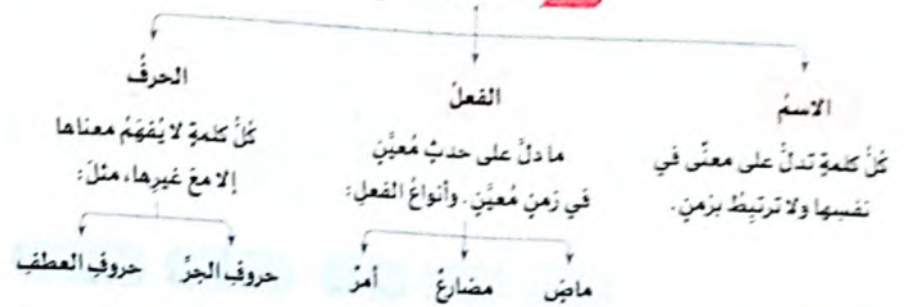 الاسمُ
كُلُّ كلمةٍ تدلُّ على معنًى في
نفسِها ولا ترتبِطُ بزمنٍ.
الفعلُ
ما دلَّ على حدثٍ مُعيَّنٍ
في زمنٍ مُعيَّنٍ. وأنواعُ الفعلِ:
ماضٍ مضارعٌ أمرٌ
الحرفُ
كُلُّ كلمةٍ لا يُفهَمُ معناها
إلا معَ غيرِها، مثلَ:
حروفِ الجرِّ حروفِ العطفِ